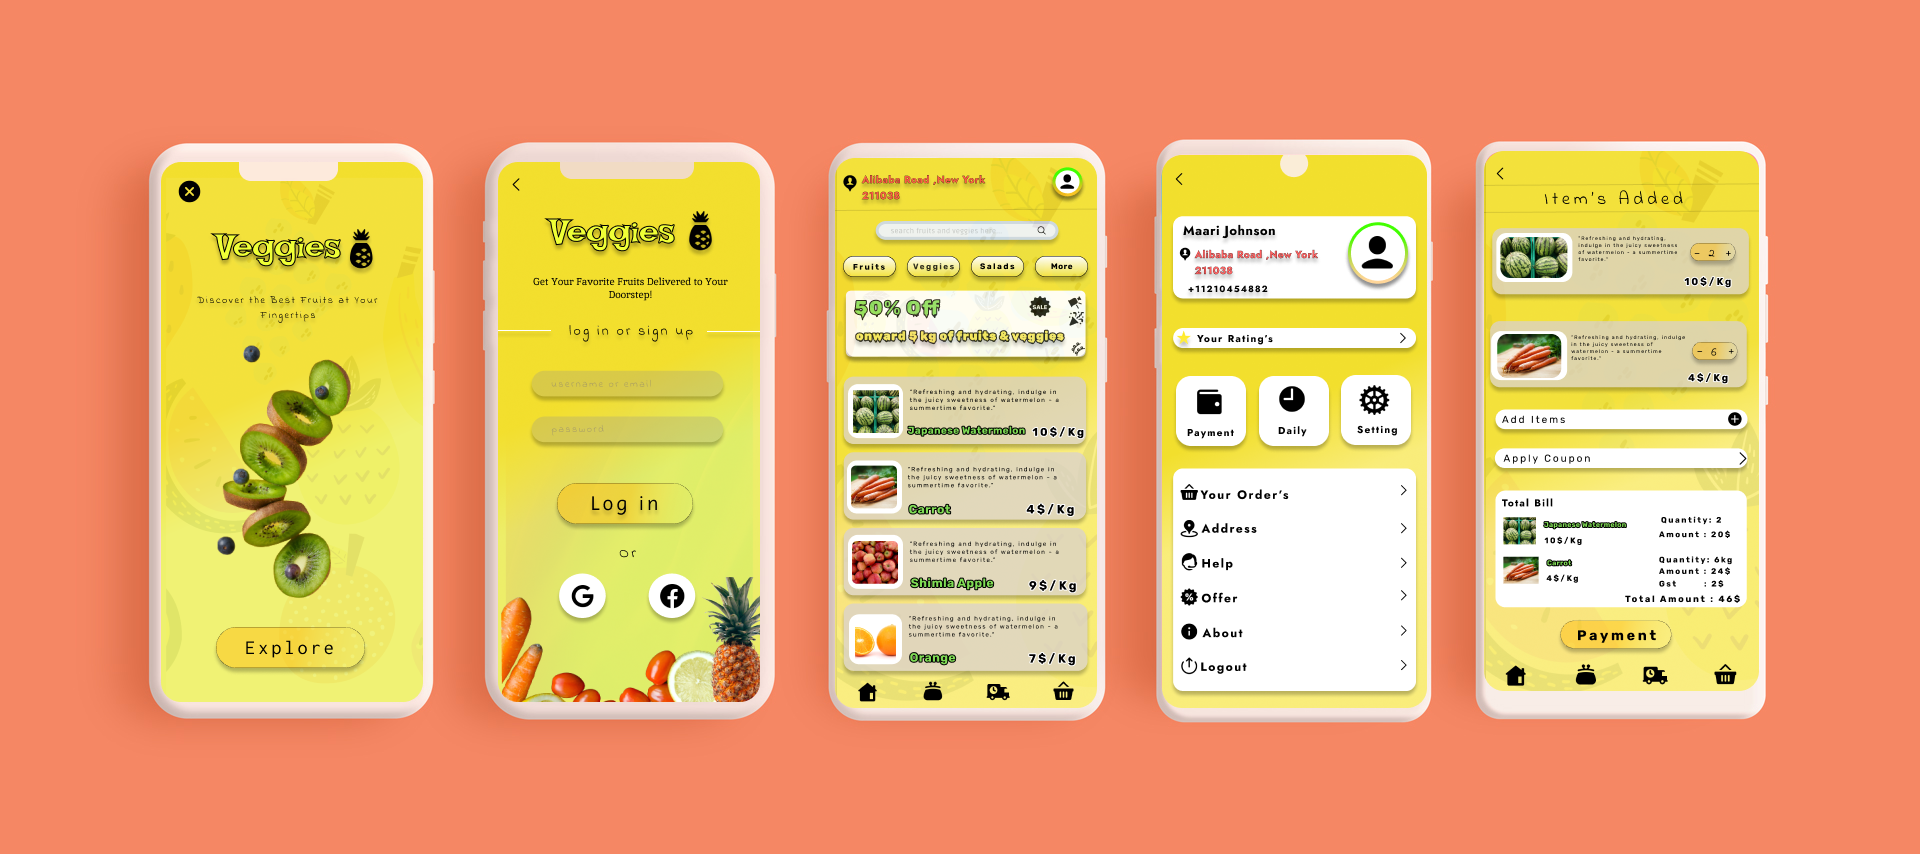 Veggies
Discover the Best Fruits at Your
Fingertips
Explore
Veggies
Get Your Favorite Fruits Delivered to Your
Doorstep!
log in or sign up
username or email
password
Log in
Or
Alibaba Road ,New York
211038
search fruits and veggies here...
Fruits
Veggies
Salads
More
50% Off
SALE
onward 5 kg of fruits & veggies
"Refreshing and hydrating, indulge in
the juicy sweetness of watermelon - a
summertime favorite."
Japanese Watermelon 10$/Kg
"Refreshing and hydrating, indulge in
the juicy sweetness of watermelon - a
summertime favorite."
Carrot 4$/Kg
"Refreshing and hydrating, indulge in
the juicy sweetness of watermelon - a
summertime favorite."
Shimla Apple 9$/Kg
"Refreshing and hydrating, indulge in
the juicy sweetness of watermelon - a
summertime favorite."
Orange 7$/Kg
Maari Johnson
Alibaba Road ,New York
211038
+11210454882
Your Rating's
Payment
Daily
Setting
Your Order's
Address
Help
Offer
About
Logout
Item's Added
"Refreshing and hydrating,
indulge in the juicy sweetness
of watermelon - a summertime
favorite."
- 2 +
10$/Kg
"Refreshing and hydrating, indulge
in the juicy sweetness of
watermelon - a summertime
favorite."
- 6 +
4$/Kg
Add Items
Apply Coupon
Total Bill
Japanese Watermelon
10$/Kg
Quantity: 2
Amount : 20$
Carrot
4$/Kg
Quantity: 6kg
Amount : 24$
Gst : 2$
Total Amount : 46$
Payment